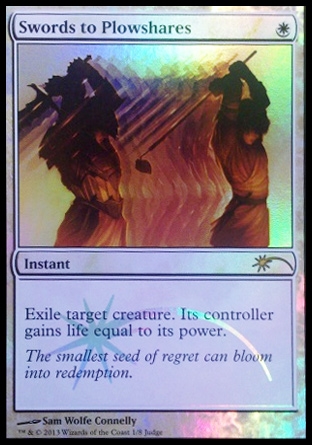 Swords to Plowshares
Instant
Exile target creature. Its controller
gains life equal to its power.
The smallest seed of regret can bloom
into redemption.
Sam Wolfe Connelly
™ & © 2013 Wizards of the Coast 1/8 Judge